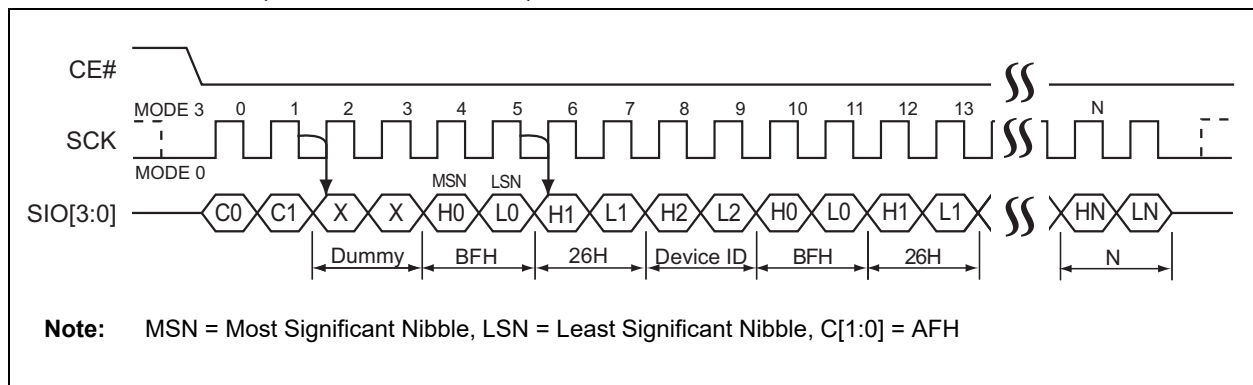 CE#
MODE 3 0 1 2 3 4 5 6 7 8 9 10 11 12 13 N
SCK
MODE 0
MSN LSN
SIO[3:0] C0 C1 X X H0 L0 H1 L1 H2 L2 H0 L0 H1 L1 HN LN
Dummy BFH 26H Device ID BFH 26H N
Note: MSN = Most Significant Nibble, LSN = Least Significant Nibble, C[1:0] = AFH